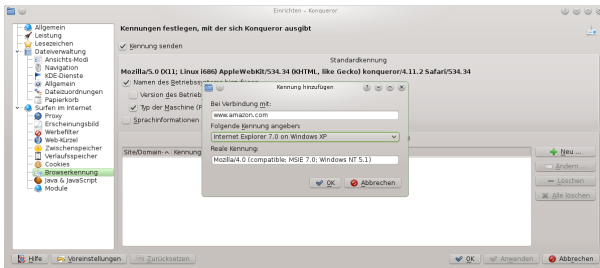 Einrichten – Konqueror
Allgemein
Leistung
Lesezeichen
Dateiverwaltung
Ansichts-Modi
Navigation
KDE-Dienste
Allgemein
Dateizuordnungen
Papierkorb
Surfen im Internet
Proxy
Erscheinungsbild
Werbefilter
Web-Kürzel
Zwischenspeicher
Verlaufsspeicher
Cookies
Browserkennung
Java & JavaScript
Module
Kennungen festlegen, mit der sich Konqueror ausgibt
Kennung senden
Standardkennung
Mozilla/5.0 (X11; Linux i686) AppleWebKit/534.34 (KHTML, like Gecko) konqueror/4.11.2 Safari/534.34
Namen des Betriebssystems hinzufügen
Version des Betrieb
Typ der Maschine (P
Sprachinformationen
Site/Domain- Kennung
Neu ...
Ändern ...
Löschen
Alle löschen
Kennung hinzufügen
Bei Verbindung mit:
www.amazon.com
Folgende Kennung angeben:
Internet Explorer 7.0 on Windows XP
Reale Kennung:
Mozilla/4.0 (compatible; MSIE 7.0; Windows NT 5.1)
OK Abbrechen
Hilfe Voreinstellungen Zurücksetzen OK Anwenden Abbrechen